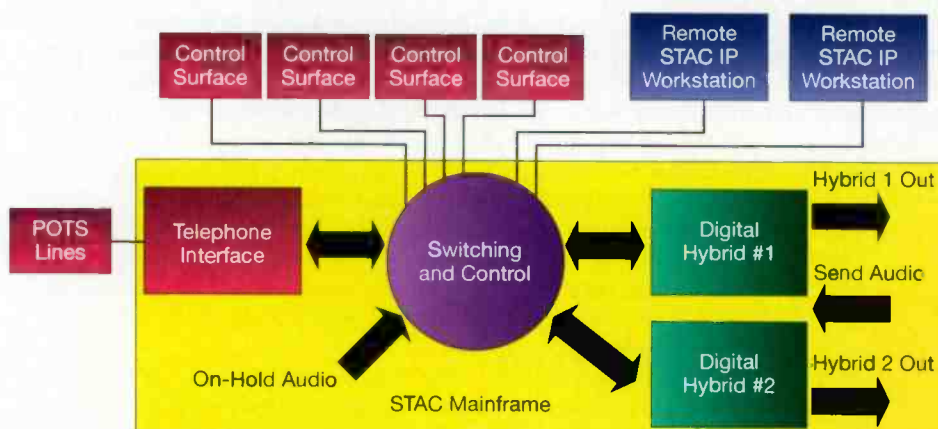 Control
Surface
Control
Surface
Control
Surface
Control
Surface
Remote
STAC IP
Workstation
Remote
STAC IP
Workstation
POTS
Lines
Telephone
Interface
Switching
and Control
Digital
Hybrid #1
Hybrid 1 Out
Send Audio
Digital
Hybrid #2
Hybrid 2 Out
On-Hold Audio
STAC Mainframe